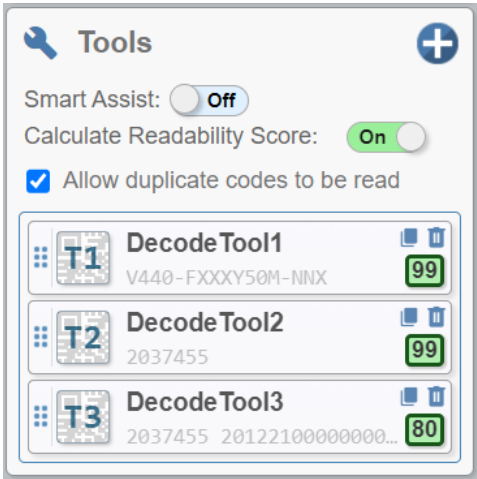 Tools
Smart Assist: Off
Calculate Readability Score: On
Allow duplicate codes to be read
T1 DecodeTool1
V440-FXXXY50M-NNX 99
T2 DecodeTool2
2037455 99
T3 DecodeTool3
2037455 20122100000000… 80